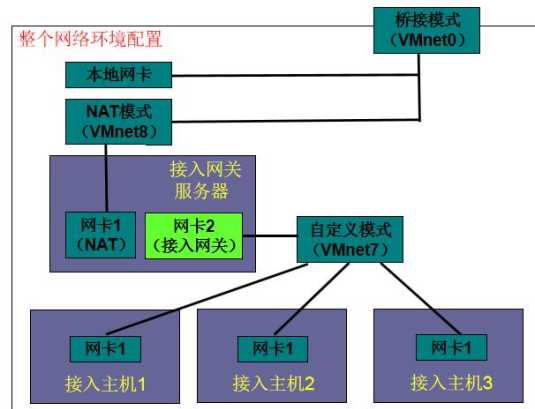 整个网络环境配置
桥接模式
(VMnet0)
本地网卡
NAT模式
(VMnet8)
接入网关
服务器
网卡1
(NAT)
网卡2
(接入网关)
自定义模式
(VMnet7)
网卡1
接入主机1
网卡1
接入主机2
网卡1
接入主机3